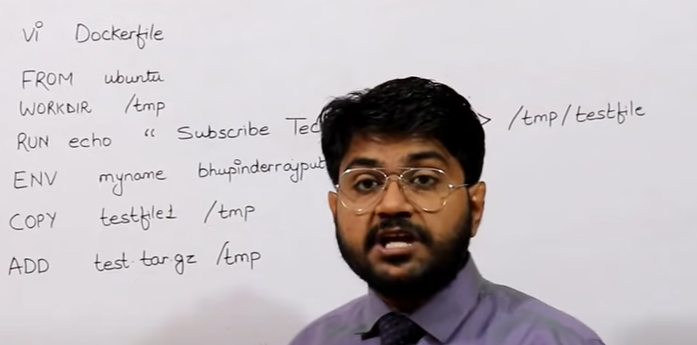 vi Dockerfile
FROM ubuntu
WORKDIR /tmp
RUN echo " Subscribe > /tmp/testfile
ENV myname bhupinderrajput
COPY testfile1 /tmp
ADD test.tar.gz /tmp